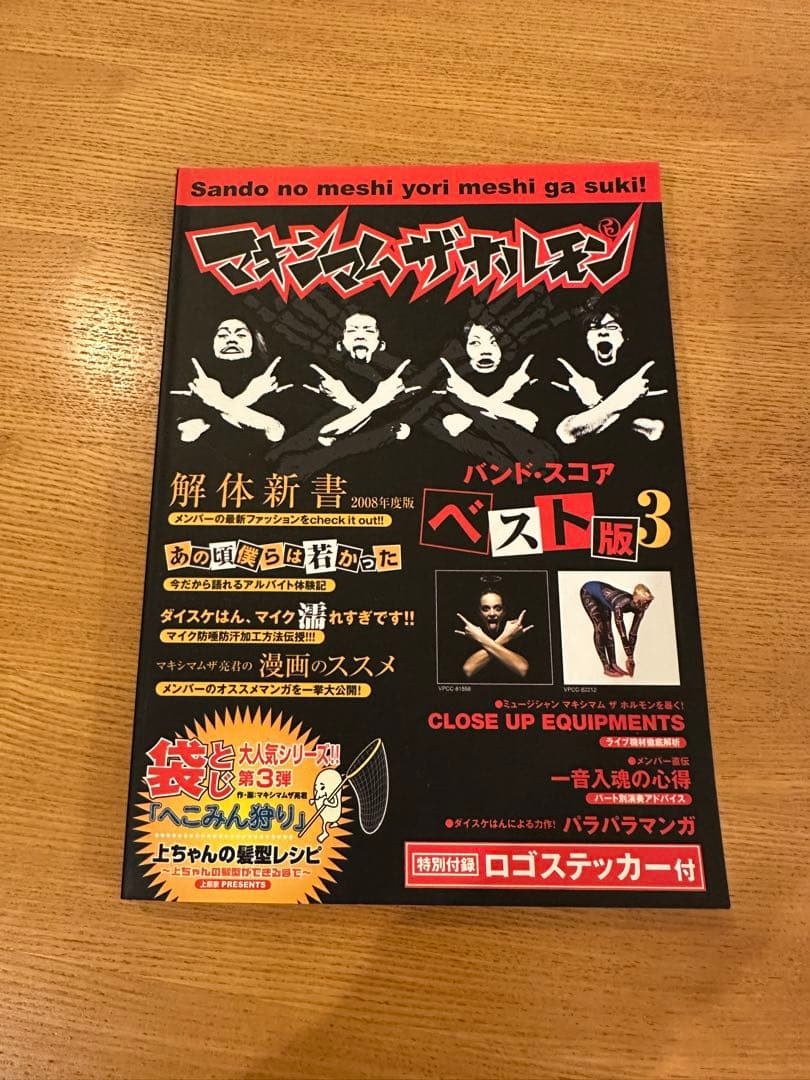 Sando no meshi yori meshi ga suki!
マキシマム ザ ホルモン
解体新書 2008年度版
メンバーの最新ファッションをcheck it out!!
あの頃僕らは若かった
今だから語れるアルバイト体験記
ダイスケはん、マイク濡れすぎです!!
マイク防唾防汗加工方法伝授!!!
マキシマムザ亮君の 漫画のススメ
メンバーのオススメマンガを一挙大公開!
袋とじ 大人気シリーズ!!
第3弾
作・画:マキシマムザ亮君
「へこみん狩り」
上ちゃんの髪型レシピ
〜上ちゃんの髪型ができるまで〜
上原家 PRESENTS
バンド・スコア
ベスト版3
VPCC-81558
VPCC-82212
●ミュージシャン マキシマム ザ ホルモンを暴く!
CLOSE UP EQUIPMENTS
ライブ機材徹底解析
●メンバー直伝
一音入魂の心得
パート別演奏アドバイス
●ダイスケはんによる力作! パラパラマンガ
特別付録 ロゴステッカー付